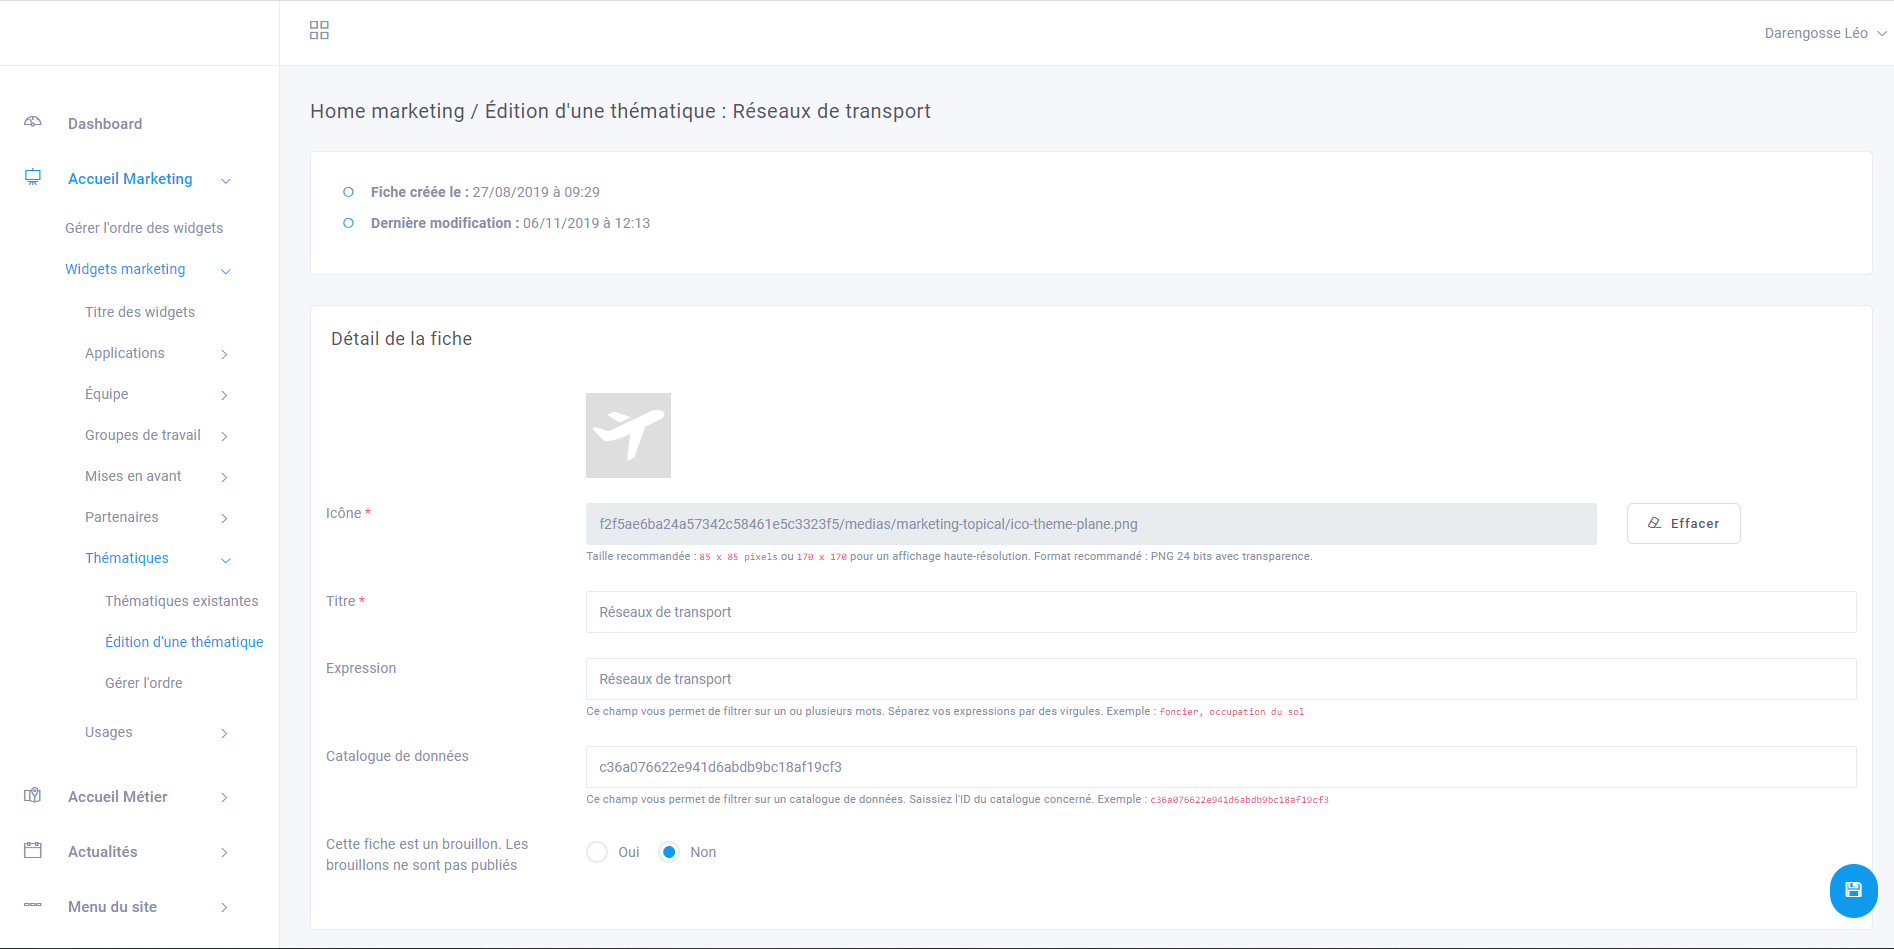 Darengosse Léo
Dashboard
Accueil Marketing
Gérer l'ordre des widgets
Widgets marketing
Titre des widgets
Applications
Équipe
Groupes de travail
Mises en avant
Partenaires
Thématiques
Thématiques existantes
Édition d'une thématique
Gérer l'ordre
Usages
Accueil Métier
Actualités
Menu du site
Home marketing / Édition d'une thématique : Réseaux de transport
Fiche créée le : 27/08/2019 à 09:29
Dernière modification : 06/11/2019 à 12:13
Détail de la fiche
Icône *
f2f5ae6ba24a57342c58461e5c3323f5/medias/marketing-topical/ico-theme-plane.png
Effacer
Taille recommandée : 85 x 85 pixels ou 170 x 170 pour un affichage haute-résolution. Format recommandé : PNG 24 bits avec transparence.
Titre *
Réseaux de transport
Expression
Réseaux de transport
Ce champ vous permet de filtrer sur un ou plusieurs mots. Séparez vos expressions par des virgules. Exemple : foncier, occupation du sol
Catalogue de données
c36a076622e941d6abdb9bc18af19cf3
Ce champ vous permet de filtrer sur un catalogue de données. Saisissez l'ID du catalogue concerné. Exemple : c36a076622e941d6abdb9bc18af19cf3
Cette fiche est un brouillon. Les
brouillons ne sont pas publiés
Oui
Non